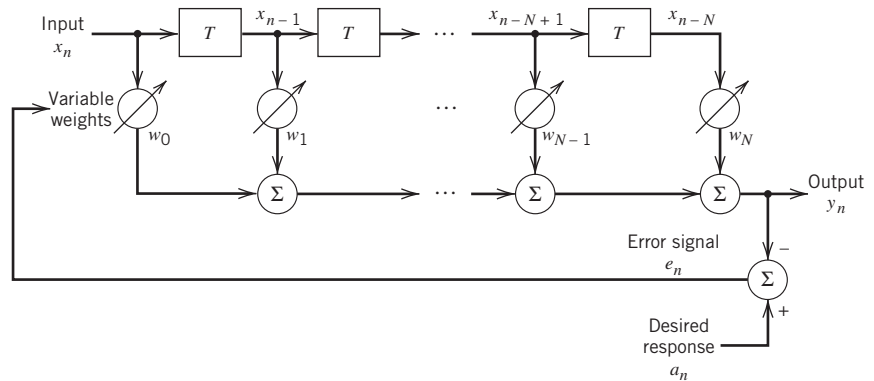 Input
x_n
T
x_{n-1}
T
...
x_{n-N+1}
T
x_{n-N}
Variable
weights
w_0
w_1
...
w_{N-1}
w_N
Σ
...
Σ
Σ
Output
y_n
Error signal
e_n
−
Σ
+
Desired
response
a_n